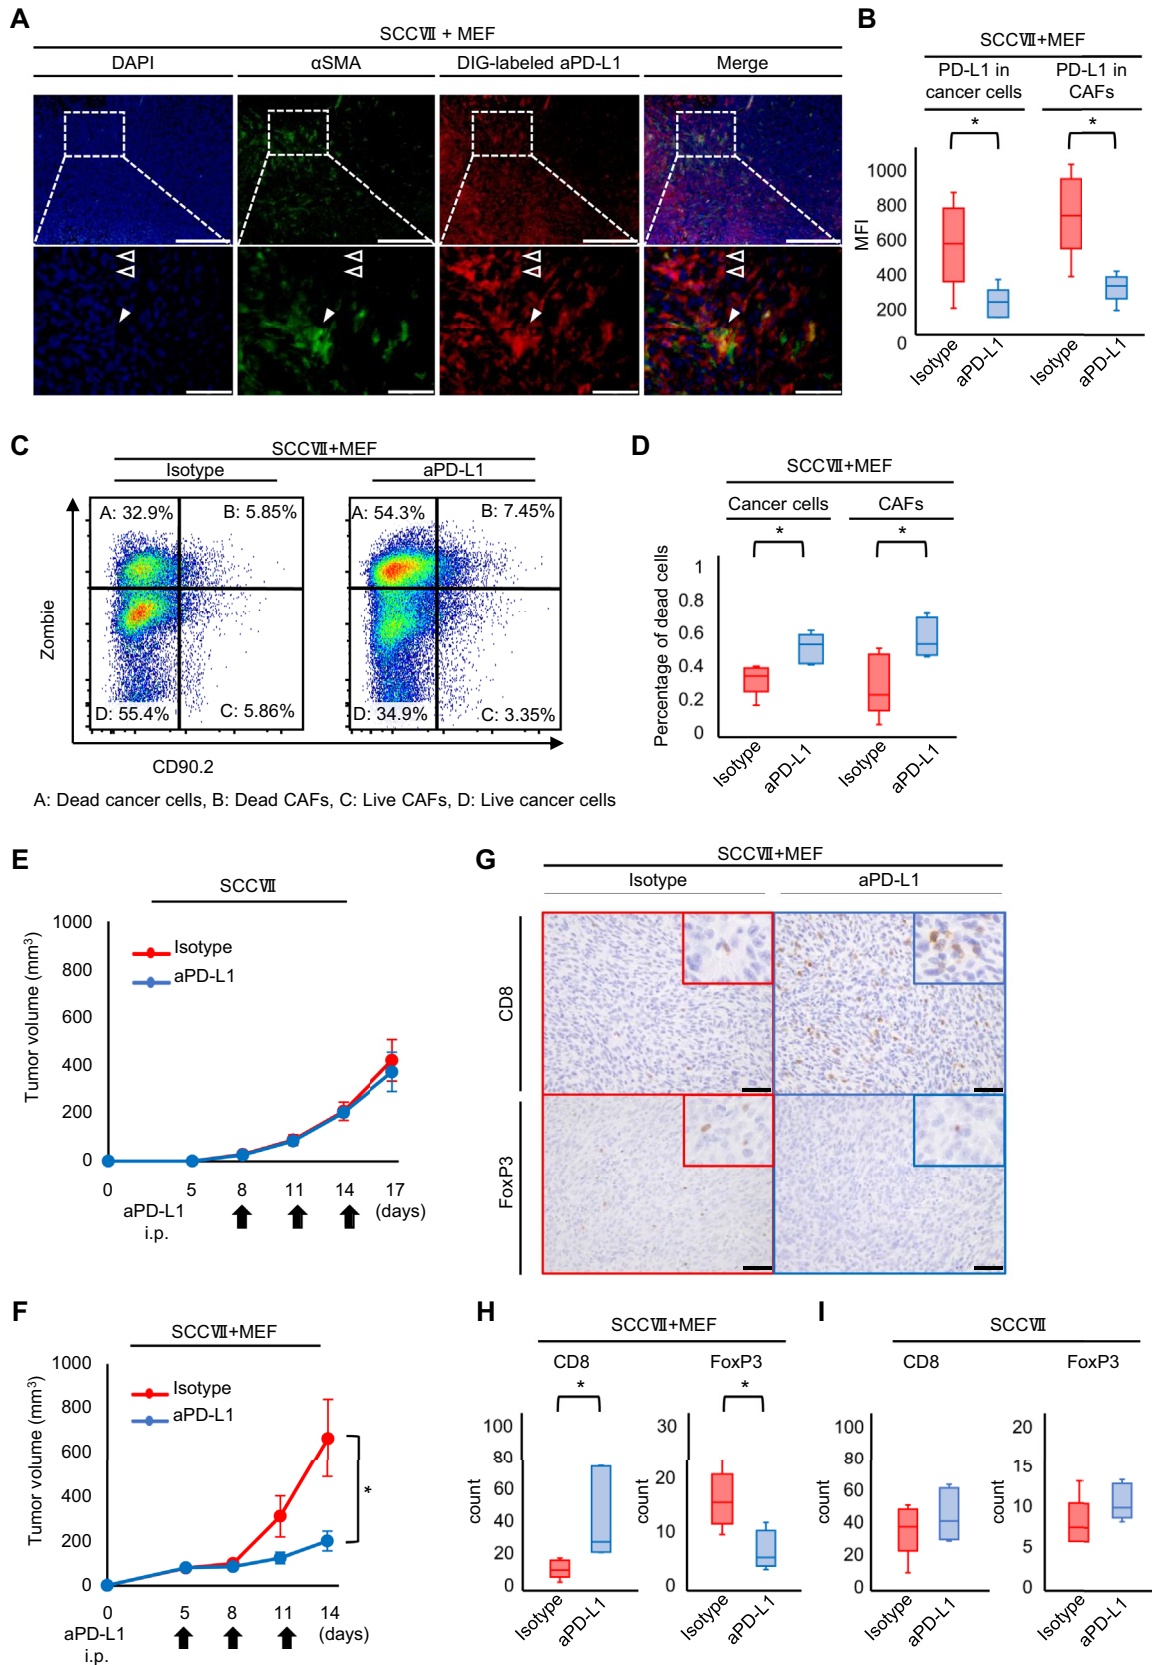 A
SCCⅦ + MEF
DAPI
αSMA
DIG-labeled aPD-L1
Merge
B
SCCⅦ+MEF
PD-L1 in
cancer cells
PD-L1 in
CAFs
*
*
MFI
1000
800
600
400
200
0
Isotype
aPD-L1
Isotype
aPD-L1
C
SCCⅦ+MEF
Isotype
aPD-L1
A: 32.9%
B: 5.85%
D: 55.4%
C: 5.86%
A: 54.3%
B: 7.45%
D: 34.9%
C: 3.35%
Zombie
CD90.2
A: Dead cancer cells, B: Dead CAFs, C: Live CAFs, D: Live cancer cells
D
SCCⅦ+MEF
Cancer cells
CAFs
*
*
Percentage of dead cells
1
0.8
0.6
0.4
0.2
0
Isotype
aPD-L1
Isotype
aPD-L1
E
SCCⅦ
Tumor volume (mm³)
1000
800
600
400
200
0
Isotype
aPD-L1
0
5
8
11
14
17
(days)
aPD-L1
i.p.
F
SCCⅦ+MEF
Tumor volume (mm³)
1000
800
600
400
200
0
Isotype
aPD-L1
*
0
5
8
11
14
(days)
aPD-L1
i.p.
G
SCCⅦ+MEF
Isotype
aPD-L1
CD8
FoxP3
H
SCCⅦ+MEF
CD8
FoxP3
*
*
count
100
80
60
40
20
0
Isotype
aPD-L1
count
30
20
10
0
Isotype
aPD-L1
I
SCCⅦ
CD8
FoxP3
count
100
80
60
40
20
0
Isotype
aPD-L1
count
20
15
10
5
0
Isotype
aPD-L1